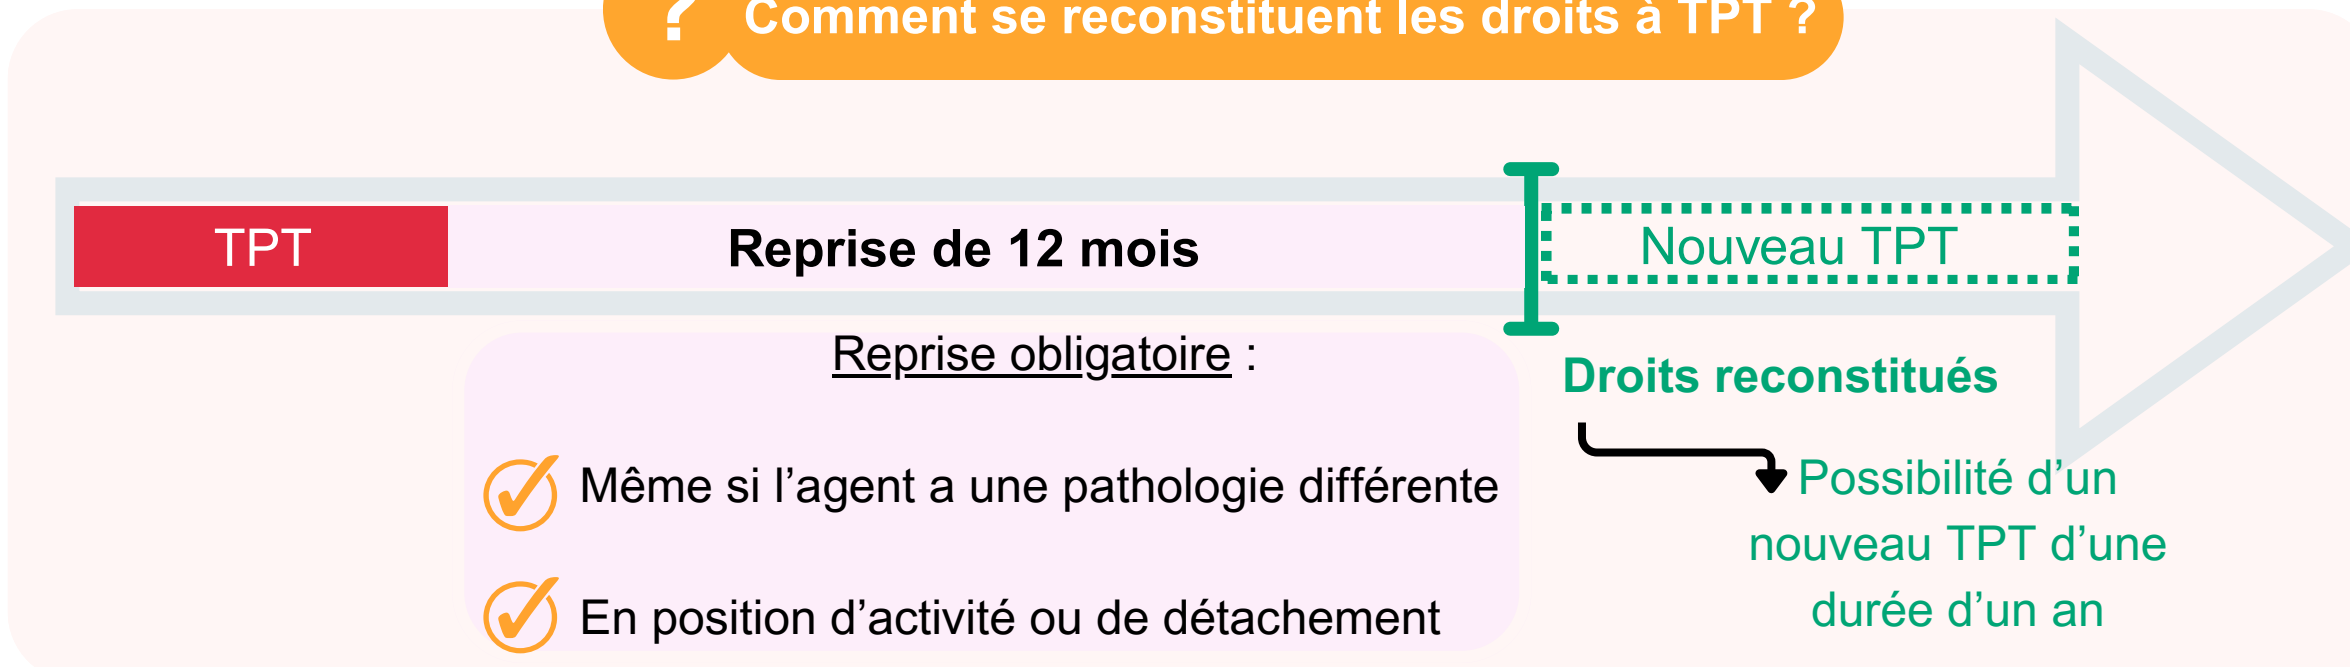 ?
Comment se reconstituent les droits à TPT ?
TPT
Reprise de 12 mois
Nouveau TPT
Reprise obligatoire :
Même si l’agent a une pathologie différente
En position d’activité ou de détachement
Droits reconstitués
Possibilité d’un
nouveau TPT d’une
durée d’un an